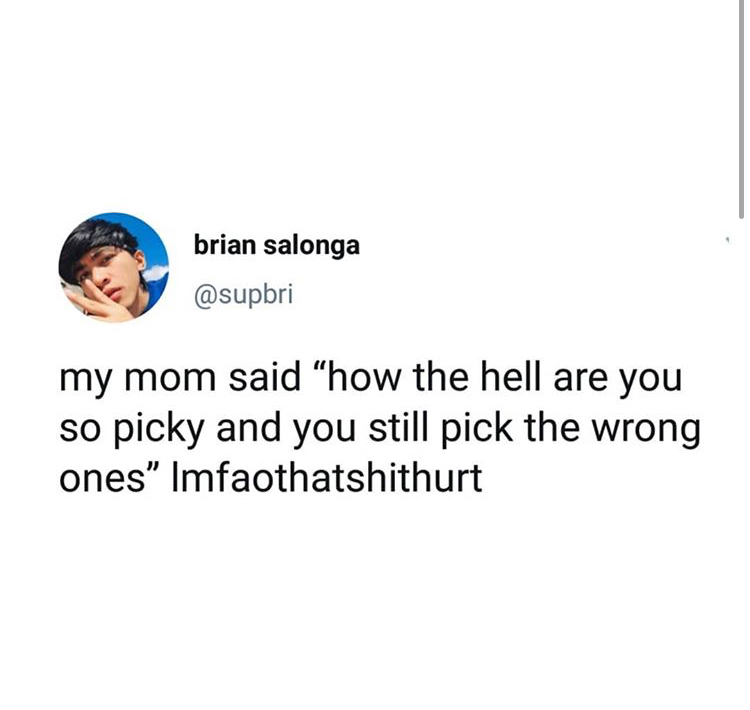 brian salonga
@supbri
my mom said “how the hell are you
so picky and you still pick the wrong
ones” lmfaothatshithurt